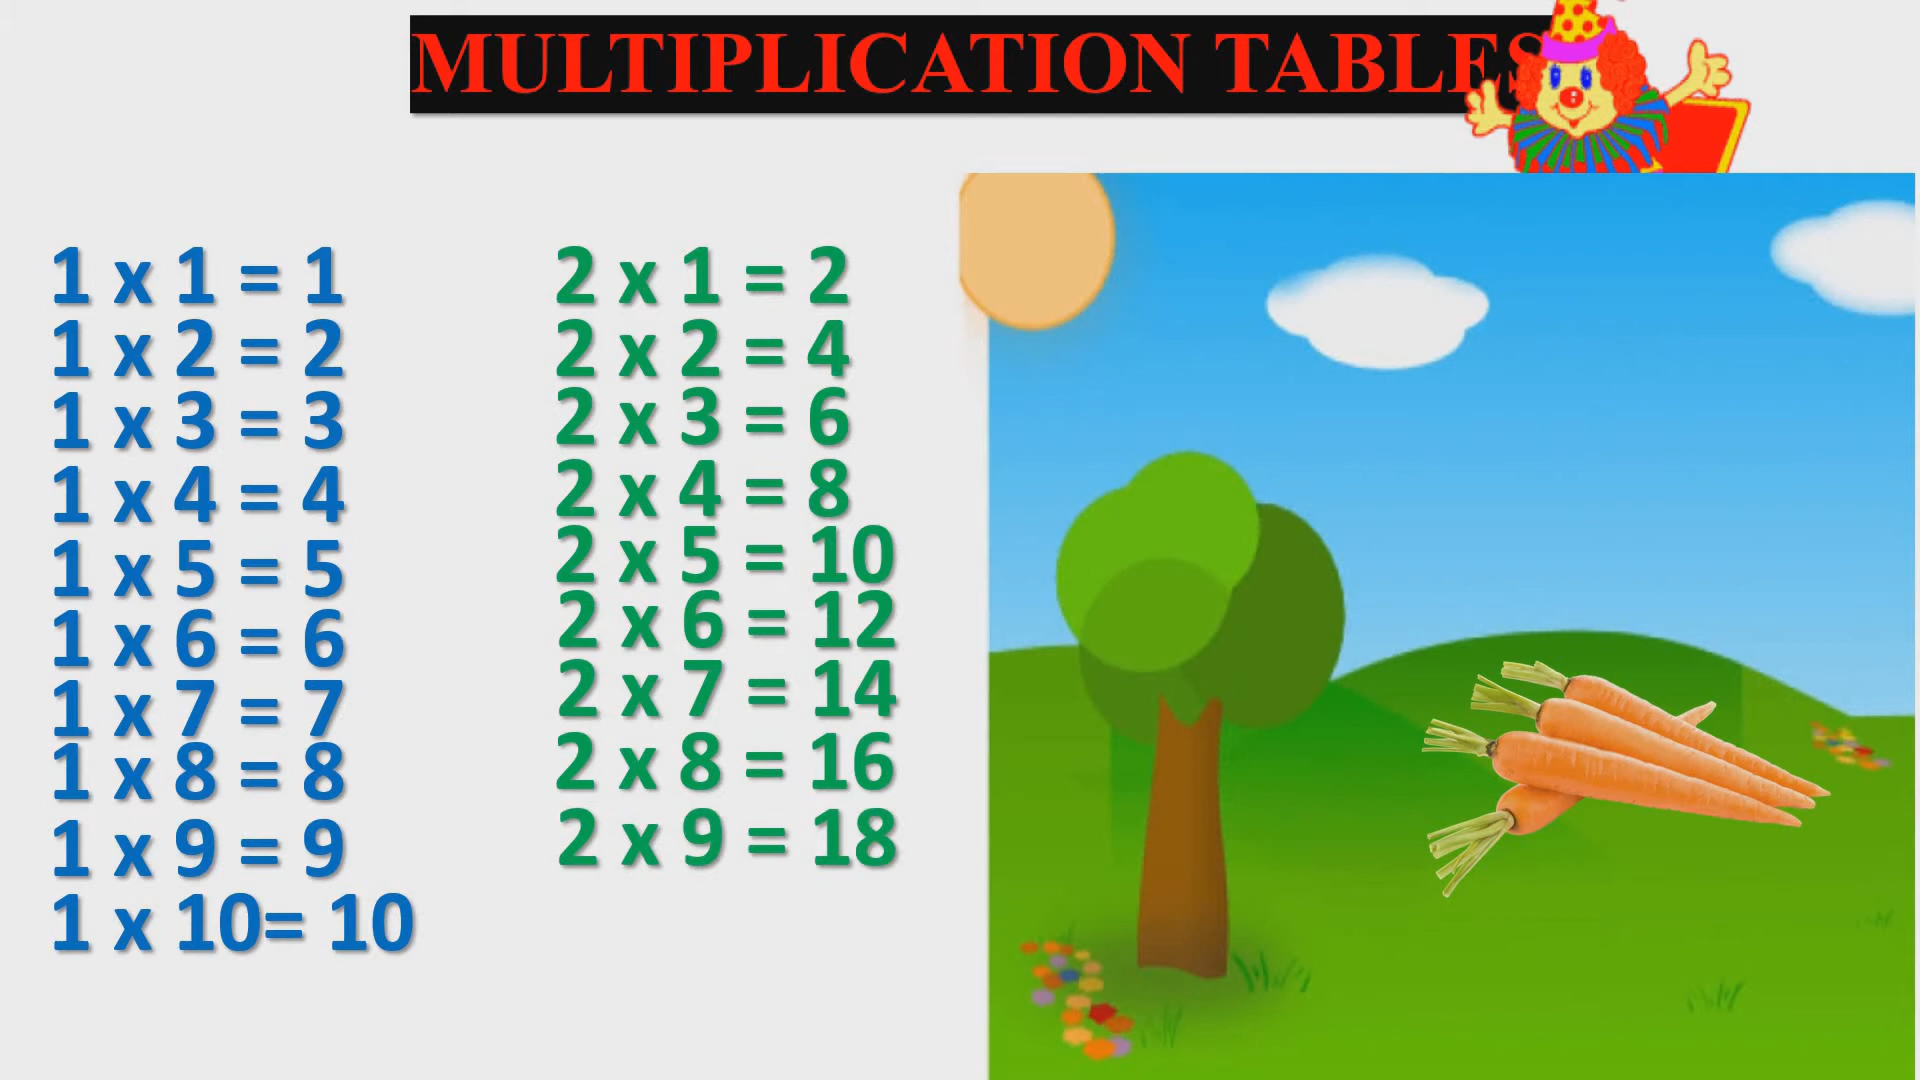 MULTIPLICATION TABLES
1 x 1 = 1
1 x 2 = 2
1 x 3 = 3
1 x 4 = 4
1 x 5 = 5
1 x 6 = 6
1 x 7 = 7
1 x 8 = 8
1 x 9 = 9
1 x 10= 10
2 x 1 = 2
2 x 2 = 4
2 x 3 = 6
2 x 4 = 8
2 x 5 = 10
2 x 6 = 12
2 x 7 = 14
2 x 8 = 16
2 x 9 = 18